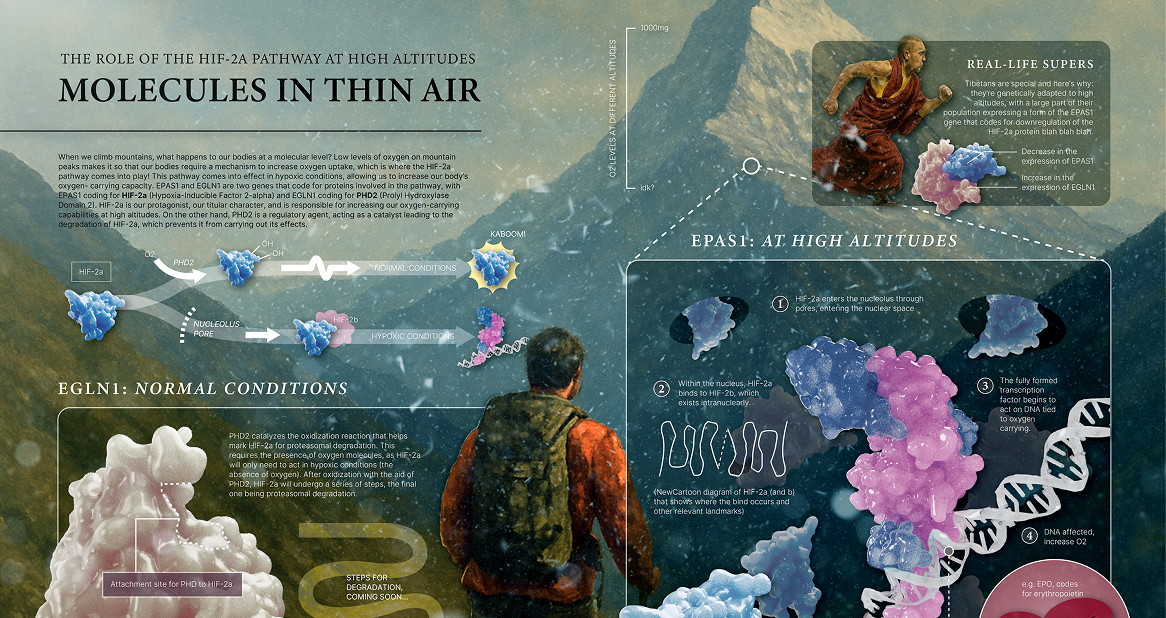 THE ROLE OF THE HIF-2A PATHWAY AT HIGH ALTITUDES
MOLECULES IN THIN AIR
When we climb mountains, what happens to our bodies at a molecular level? Low levels of oxygen on mountain
peaks makes it so that our bodies require a mechanism to increase oxygen uptake, which is where the HIF-2a
pathway comes into play! This pathway comes into effect in hypoxic conditions, allowing us to increase our body's
oxygen- carrying capacity. EPAS1 and EGLN1 are two genes that code for proteins involved in the pathway, with
EPAS1 coding for HIF-2a (Hypoxia-Inducible Factor 2-alpha) and EGLN1 coding for PHD2 (Prolyl Hydroxylase
Domain 2). HIF-2a is our protagonist, our titular character, and is responsible for increasing our oxygen-carrying
capabilities at high altitudes. On the other hand, PHD2 is a regulatory agent, acting as a catalyst leading to the
degradation of HIF-2a, which prevents it from carrying out its effects.
HIF-2a
O2
PHD2
OH
OH
NORMAL CONDITIONS
KABOOM!
NUCLEOLUS
PORE
HIF-2b
HYPOXIC CONDITIONS
EGLN1: NORMAL CONDITIONS
PHD2 catalyzes the oxidization reaction that helps
mark HIF-2a for proteasomal degradation. This
requires the presence of oxygen molecules, as HIF-2a
will only need to act in hypoxic conditions (the
absence of oxygen). After oxidization with the aid of
PHD2, HIF-2a will undergo a series of steps, the final
one being proteasomal degradation.
Attachment site for PHD to HIF-2a
STEPS FOR
DEGRADATION,
COMING SOON...
O2 LEVELS AT DIFFERENT ALTITUDES
1000mg
idk?
REAL-LIFE SUPERS
Tibetans are special and here's why:
they're genetically adapted to high
altitudes, with a large part of their
population expressing a form of the EPAS1
gene that codes for downregulation of the
HIF-2a protein blah blah blah.
Decrease in the
expression of EPAS1
Increase in the
expression of EGLN1
EPAS1: AT HIGH ALTITUDES
1
HIF-2a enters the nucleolus through
pores, entering the nuclear space
2
Within the nucleus, HIF-2a
binds to HIF-2b, which
exists intranuclearly.
(NewCartoon diagram of HIF-2a (and b)
that shows where the bind occurs and
other relevant landmarks)
3
The fully formed
transcription
factor begins to
act on DNA tied
to oxygen
carrying.
4
DNA affected,
increase O2
e.g. EPO, codes
for erythropoietin